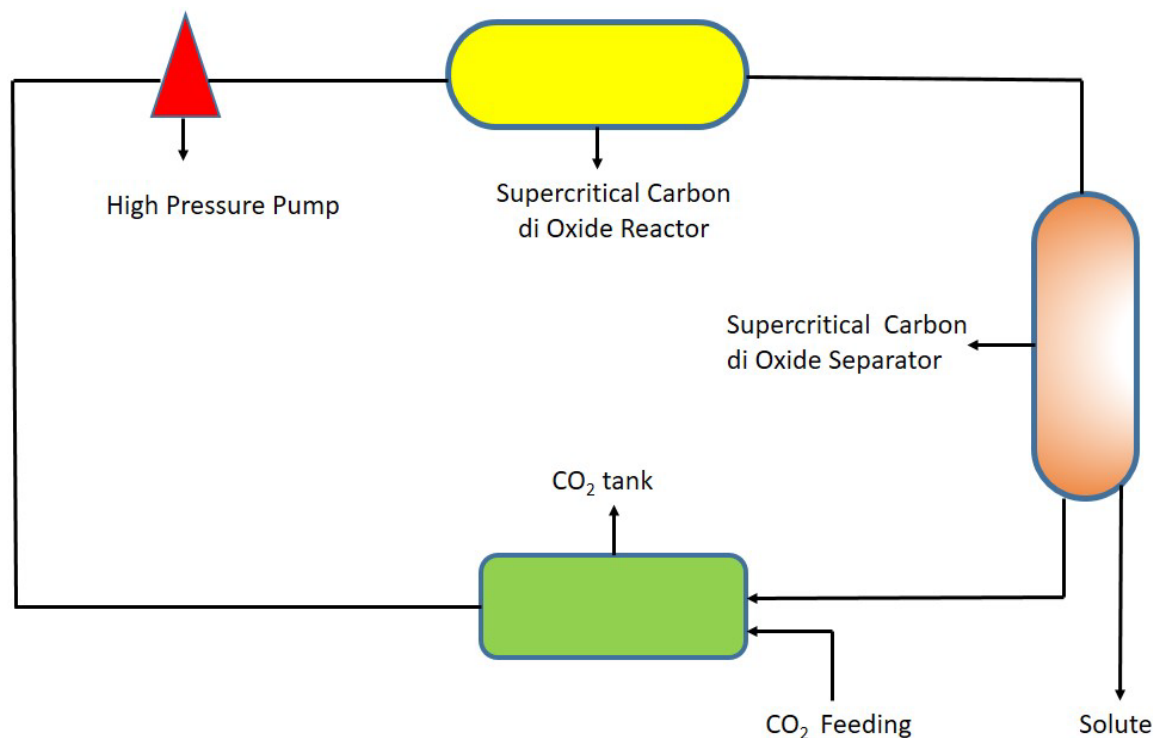 High Pressure Pump
Supercritical Carbon
di Oxide Reactor
Supercritical Carbon
di Oxide Separator
CO₂ tank
CO₂ Feeding
Solute